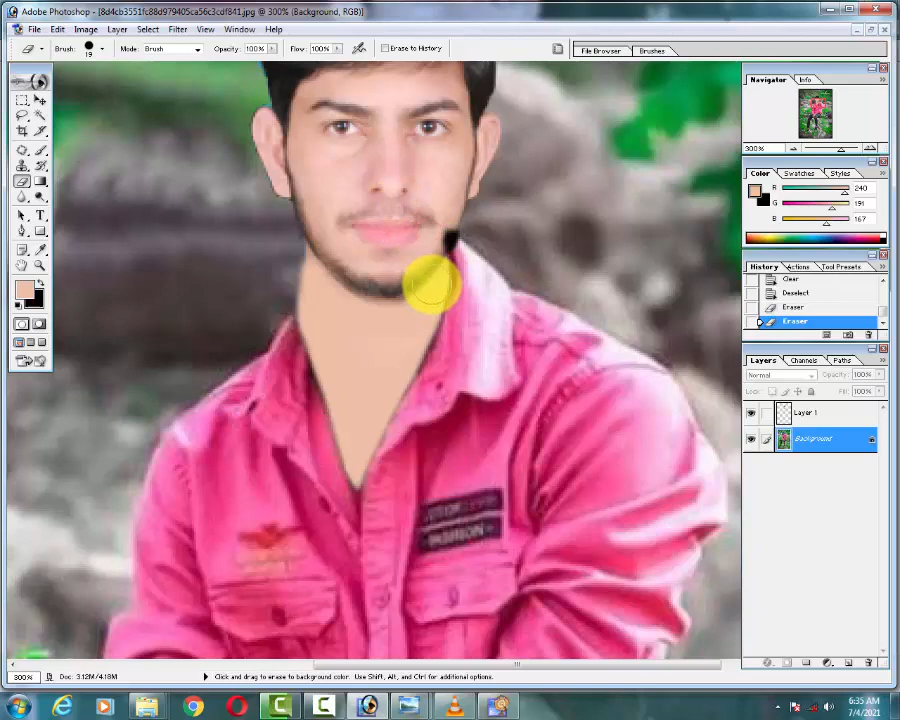 Adobe Photoshop - [8d4cb3551fc88d979405ca56c3cdf841.jpg @ 300% (Background, RGB)]
File Edit Image Layer Select Filter View Window Help
Brush: 19 Mode: Brush Opacity: 100% Flow: 100% Erase to History File Browser Brushes
Navigator Info
300%
Color Swatches Styles
R 240
G 191
B 167
History Actions Tool Presets
Clear
Deselect
Eraser
Eraser
Layers Channels Paths
Normal Opacity: 100%
Lock: Fill: 100%
Layer 1
Background
FASHION
300% Doc: 3.12M/4.18M Click and drag to erase to background color. Use Shift, Alt, and Ctrl for additional options.
6:35 AM
7/4/2021